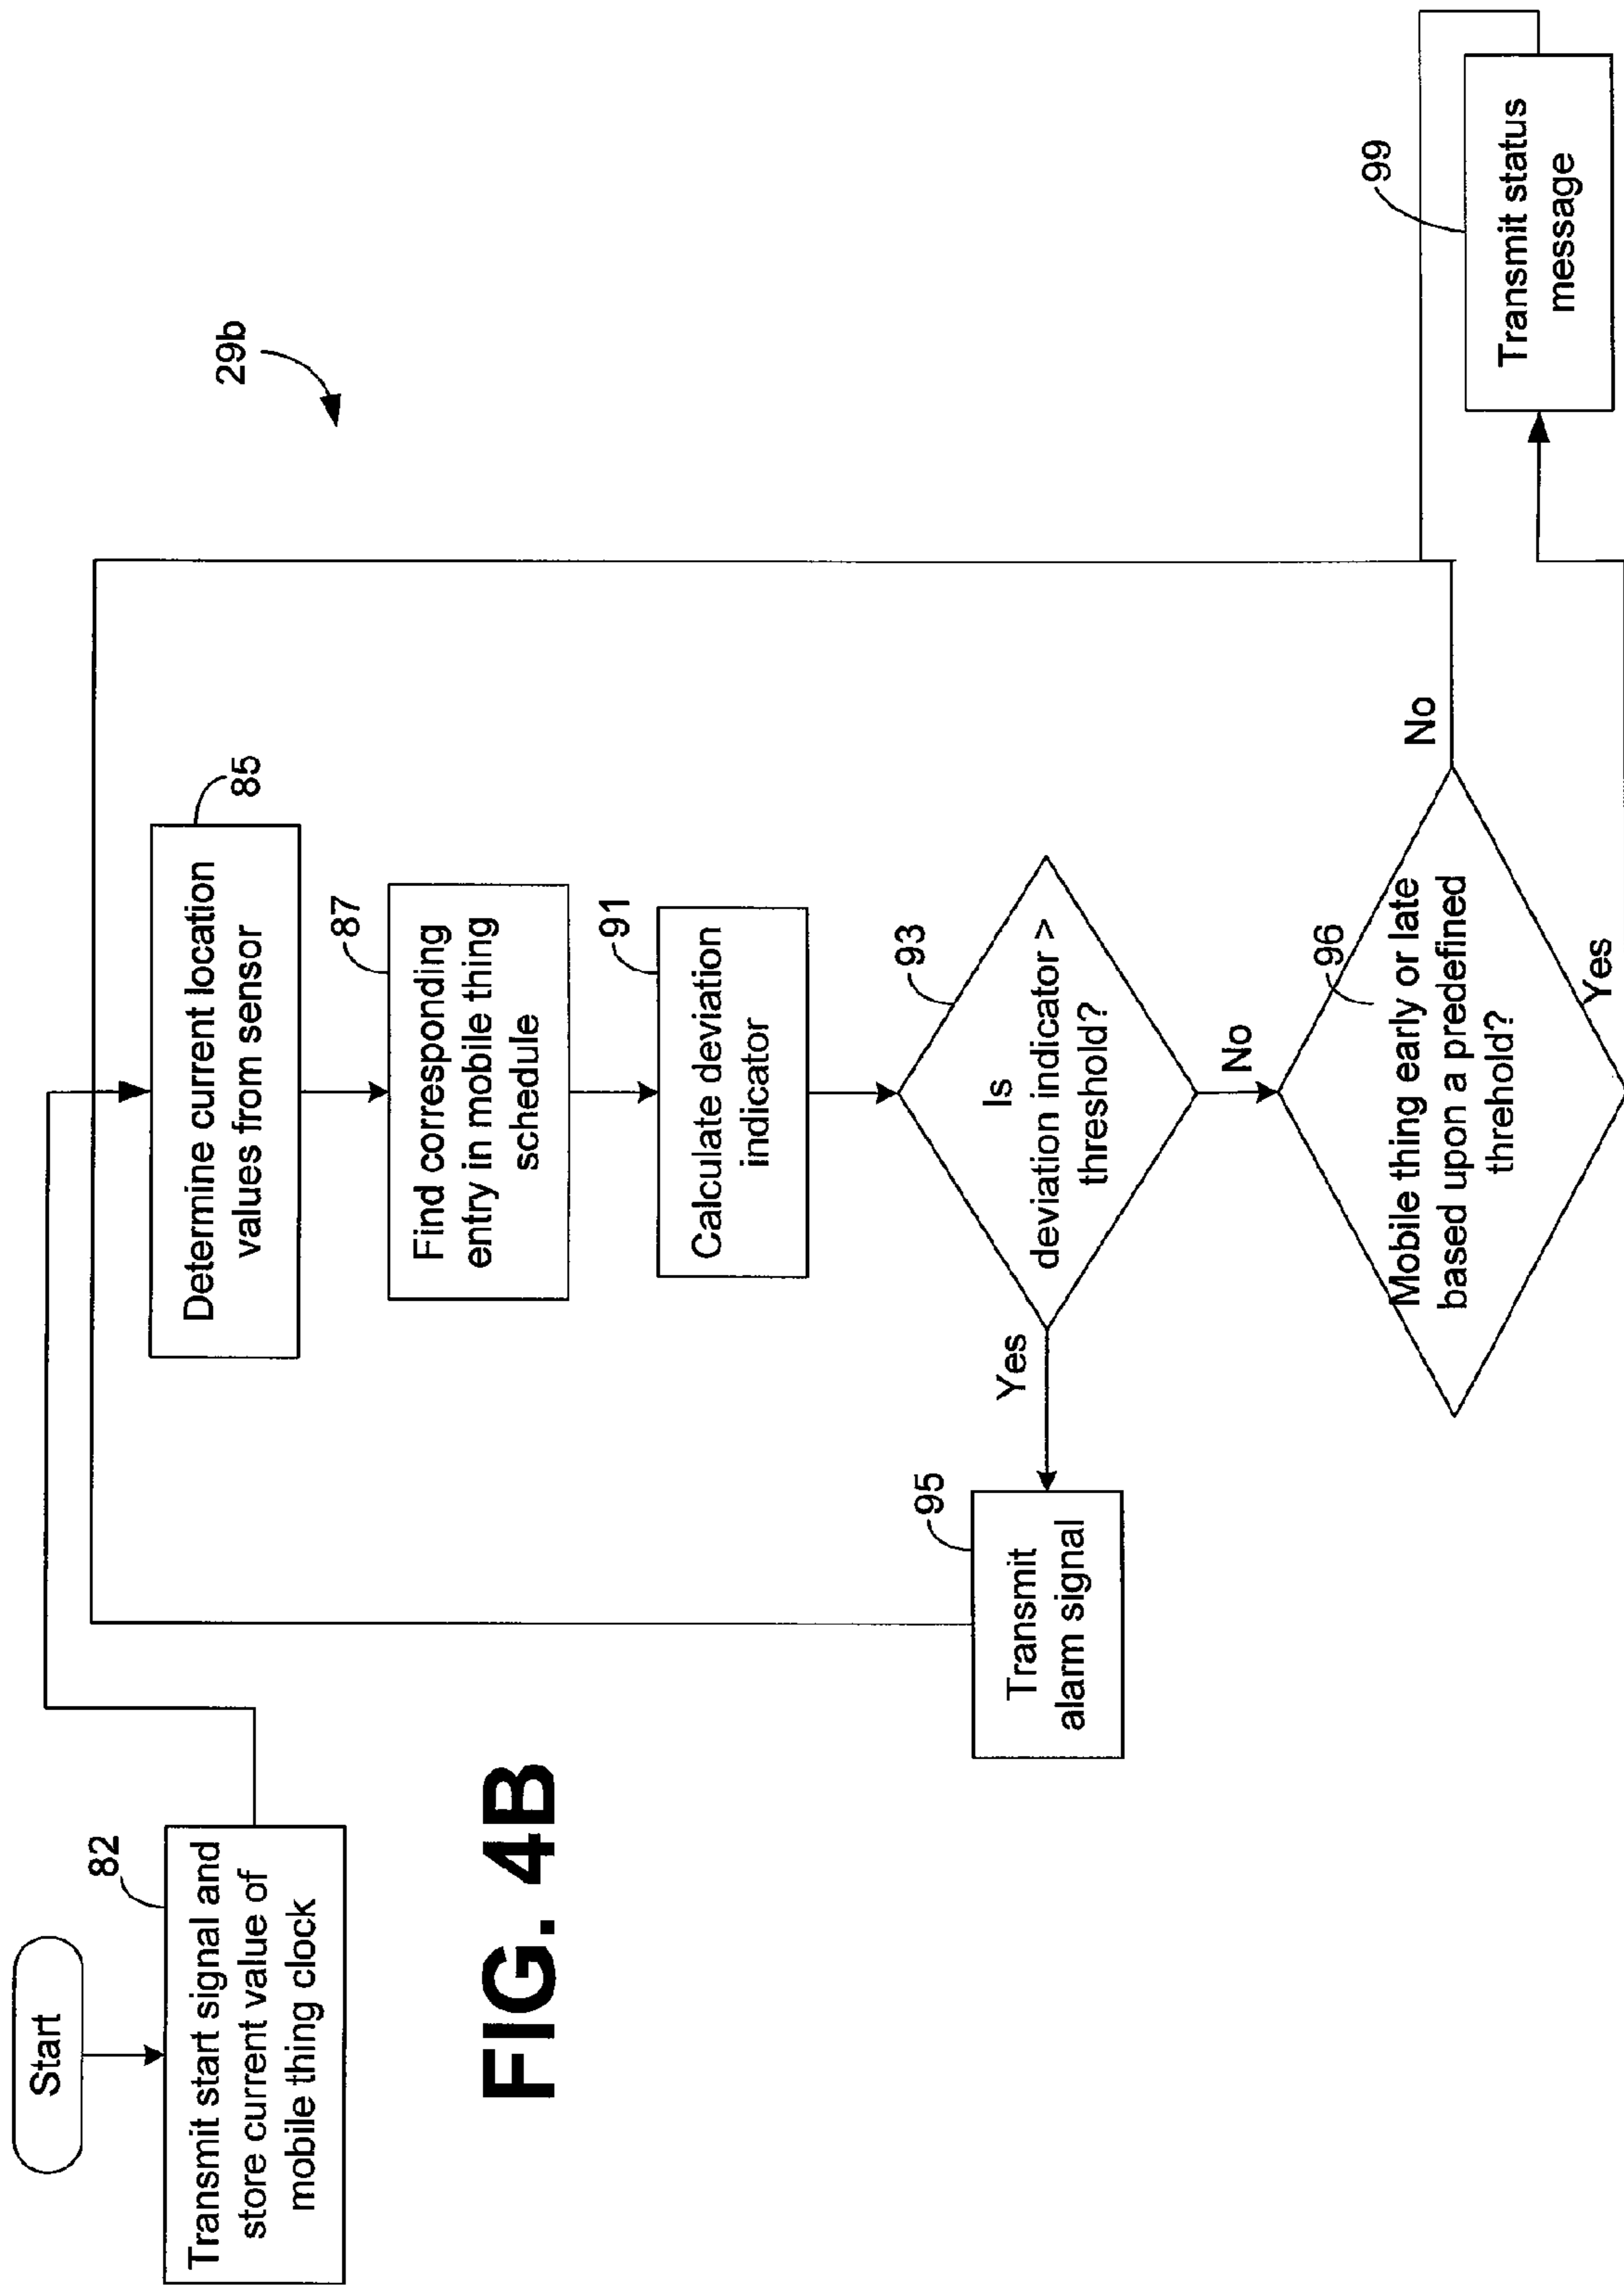 Start
82
Transmit start signal and
store current value of
mobile thing clock
FIG. 4B
29b
85
Determine current location
values from sensor
87
Find corresponding
entry in mobile thing
schedule
91
Calculate deviation
indicator
93
Is
deviation indicator >
threshold?
Yes
95
Transmit
alarm signal
No
96
Mobile thing early or late
based upon a predefined
threhold?
No
Yes
99
Transmit status
message